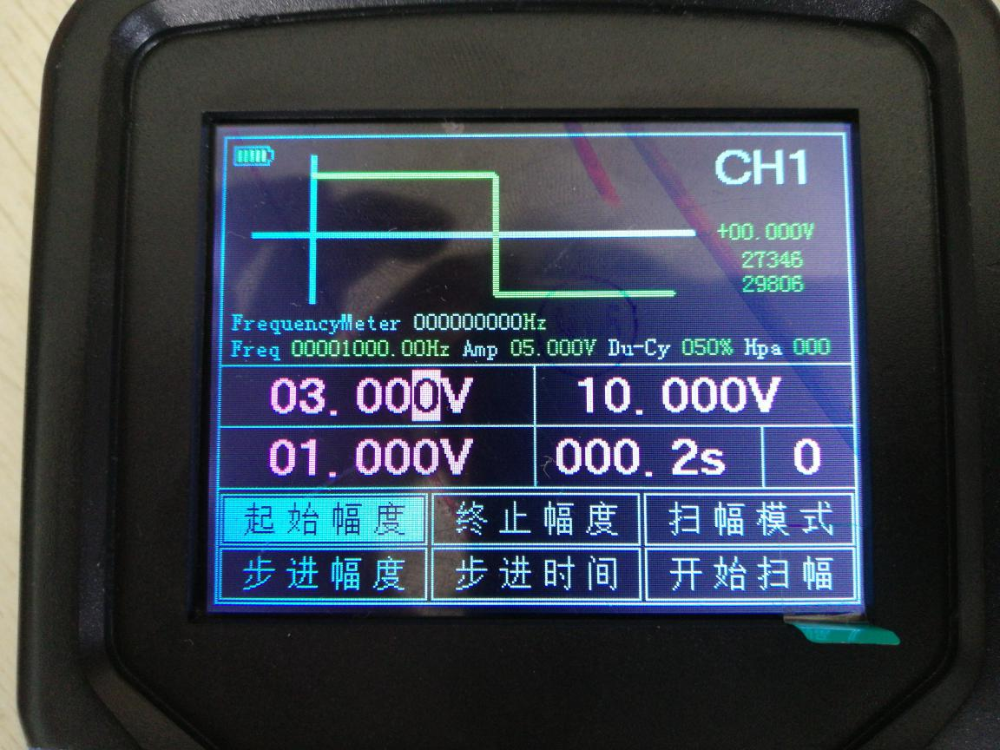 CH1
+00.000V
27346
29806
FrequencyMeter 000000000Hz
Freq 00001000.00Hz Amp 05.000V Du-Cy 050% Hpa 000
03.000V 10.000V
01.000V 000.2s 0
起始幅度 终止幅度 扫幅模式
步进幅度 步进时间 开始扫幅